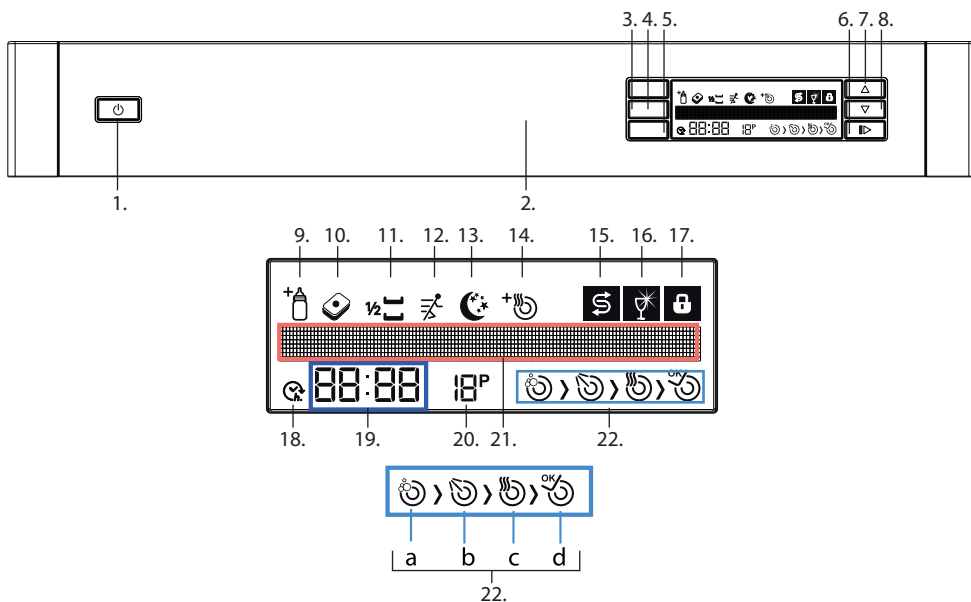 3. 4. 5. 6. 7. 8.
1. 2.
9. 10. 11. 12. 13. 14. 15. 16. 17.
+ ½ +
h. 88:88 18P OK
18. 19. 20. 21. 22.
OK
a b c d
22.